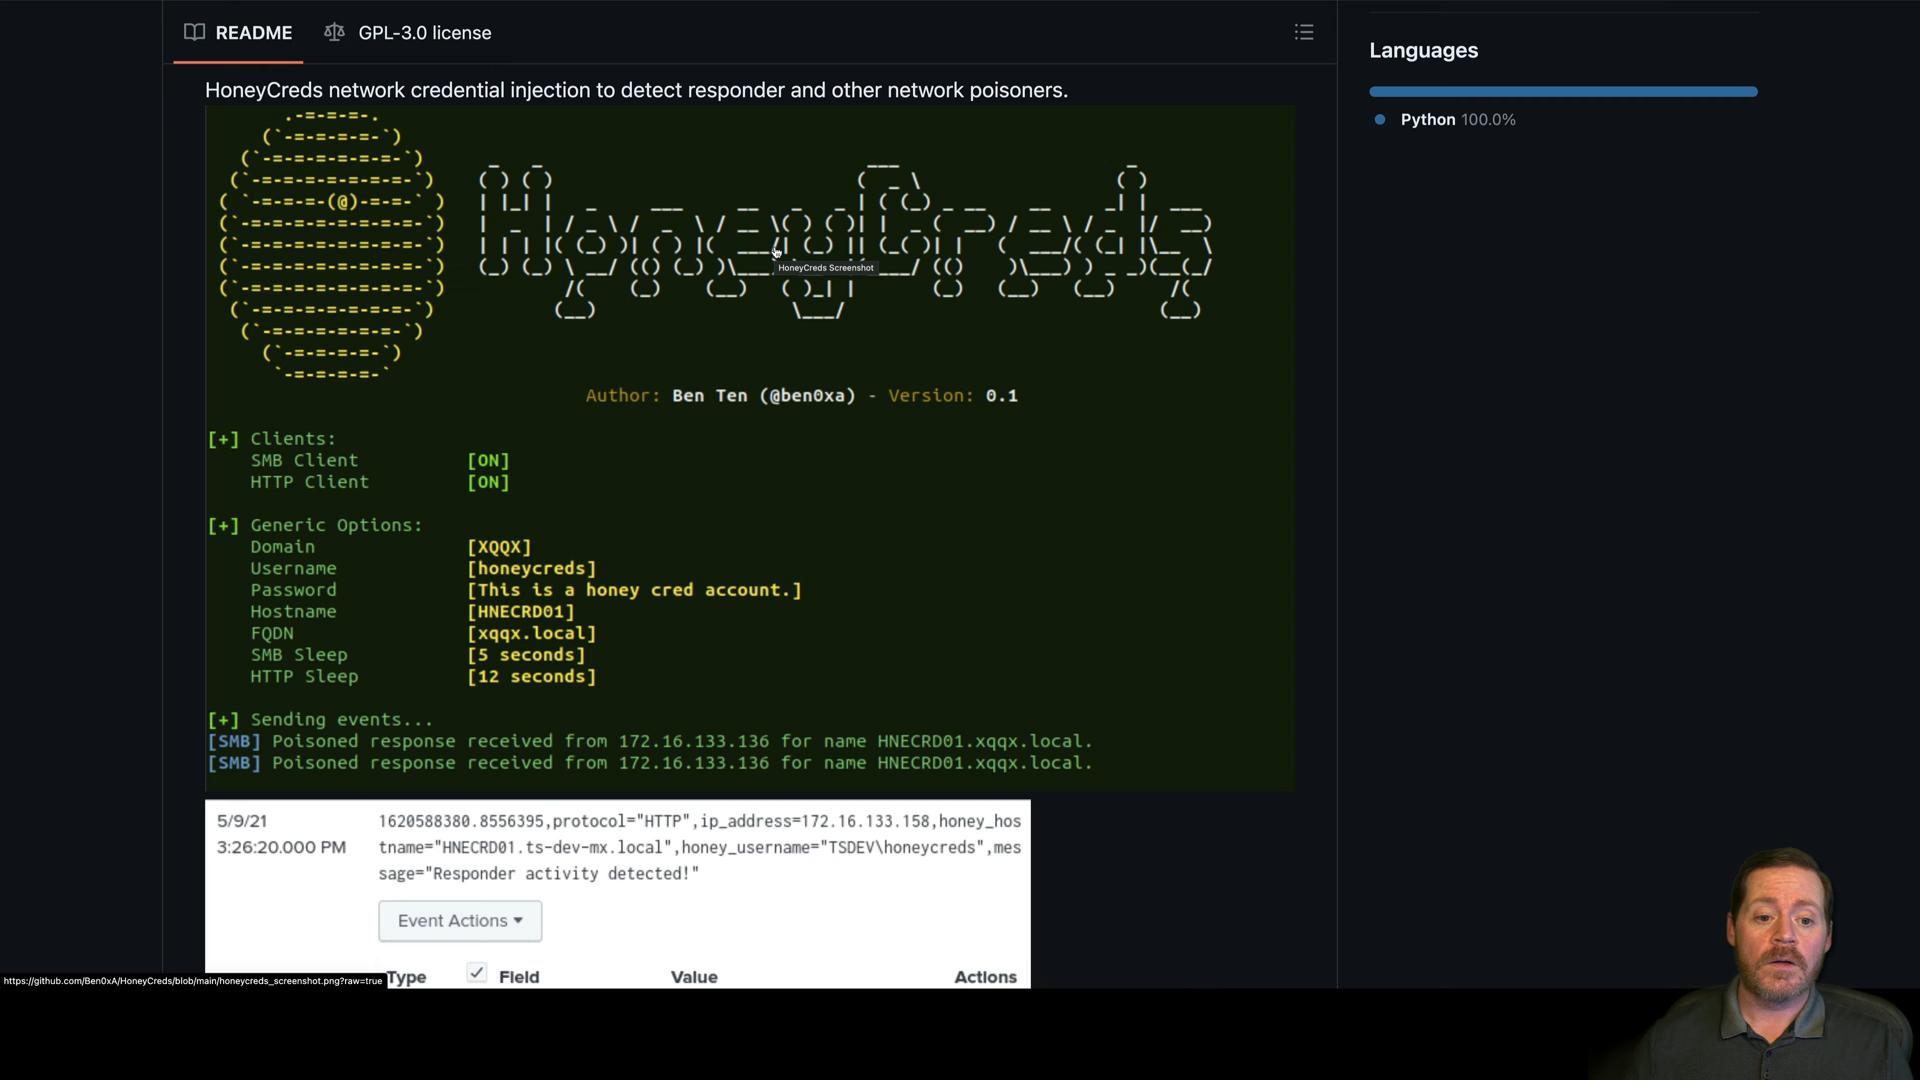 README
GPL-3.0 license
Languages
Python 100.0%
HoneyCreds network credential injection to detect responder and other network poisoners.
HoneyCreds
HoneyCreds Screenshot
Author: Ben Ten (@ben0xa) - Version: 0.1
[+] Clients:
SMB Client [ON]
HTTP Client [ON]
[+] Generic Options:
Domain [XQQX]
Username [honeycreds]
Password [This is a honey cred account.]
Hostname [HNECRD01]
FQDN [xqqx.local]
SMB Sleep [5 seconds]
HTTP Sleep [12 seconds]
[+] Sending events...
[SMB] Poisoned response received from 172.16.133.136 for name HNECRD01.xqqx.local.
[SMB] Poisoned response received from 172.16.133.136 for name HNECRD01.xqqx.local.
5/9/21
3:26:20.000 PM
1620588380.8556395,protocol="HTTP",ip_address=172.16.133.158,honey_hos
tname="HNECRD01.ts-dev-mx.local",honey_username="TSDEV\honeycreds",mes
sage="Responder activity detected!"
Event Actions
Type Field Value Actions
https://github.com/Ben0xA/HoneyCreds/blob/main/honeycreds_screenshot.png?raw=true